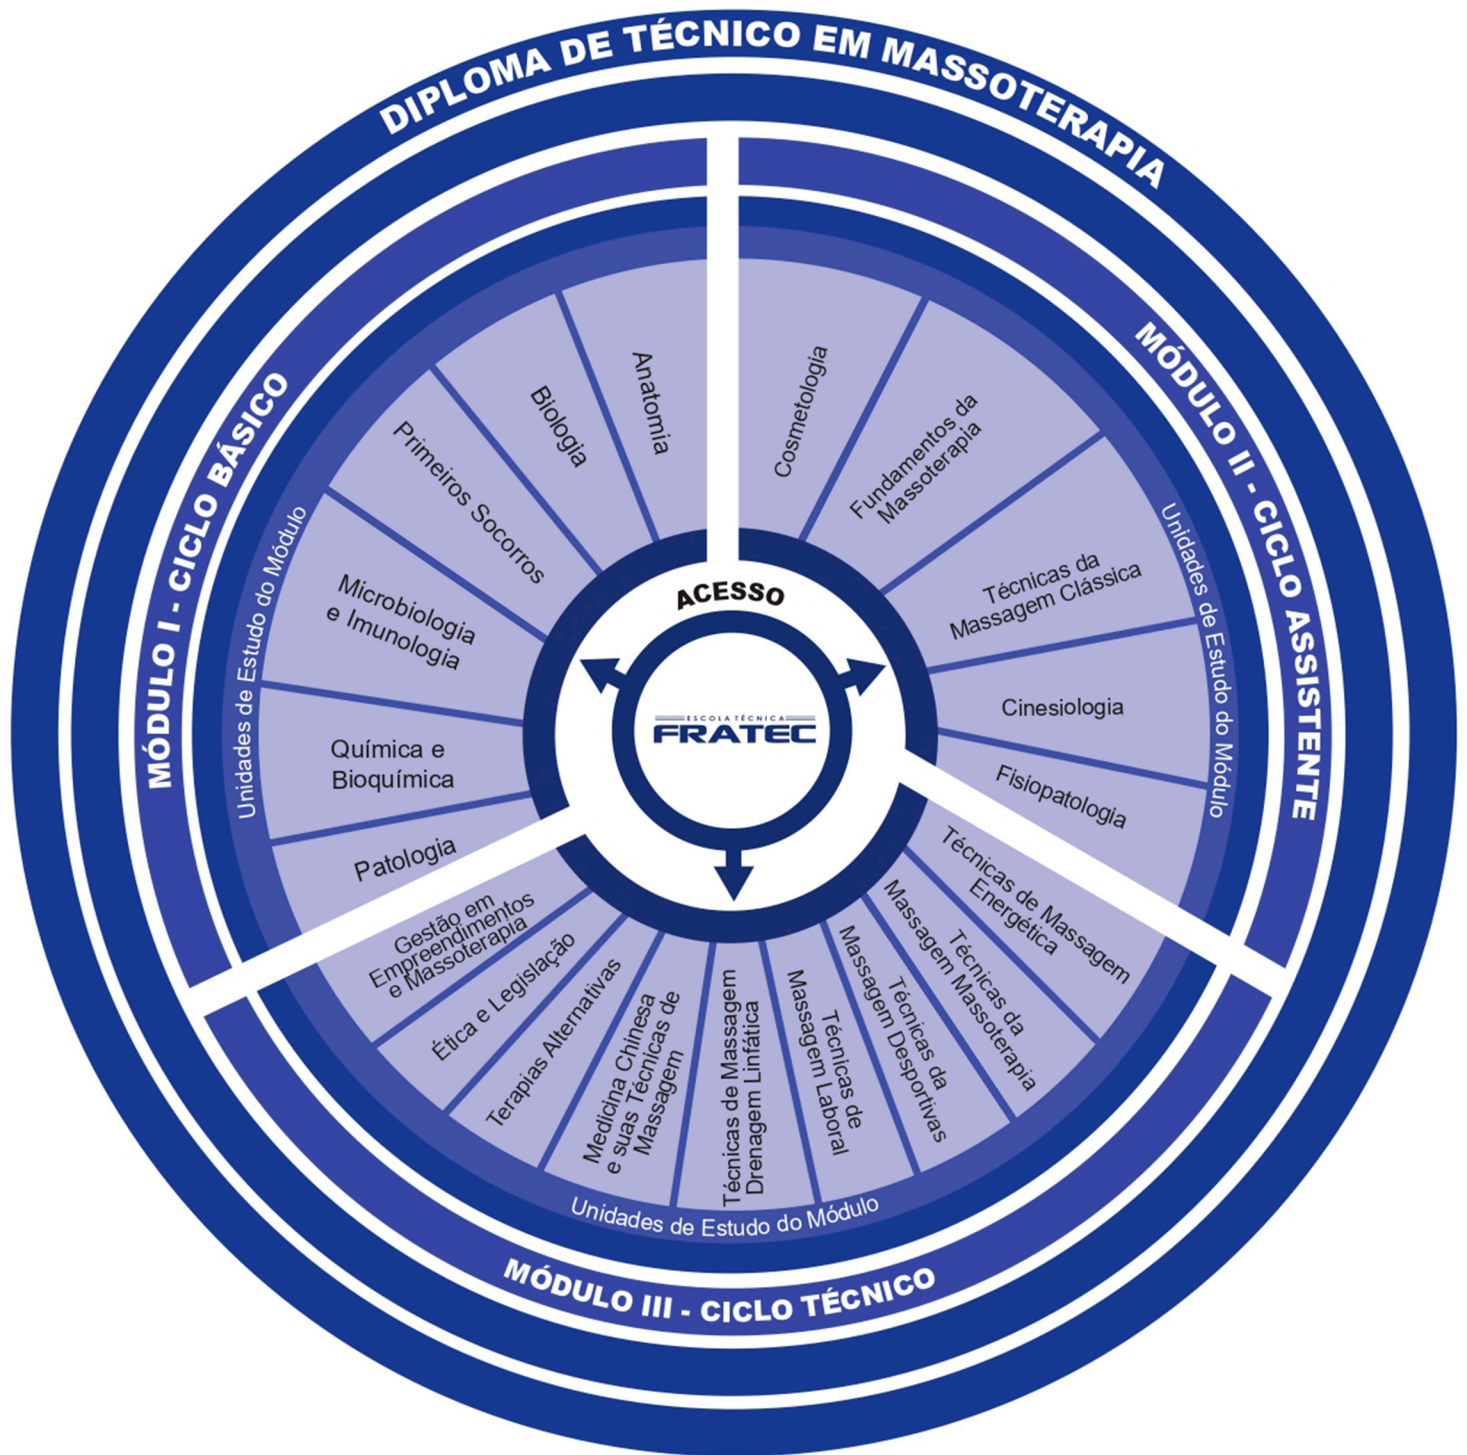 DIPLOMA DE TÉCNICO EM MASSOTERAPIA
MÓDULO I - CICLO BÁSICO
Unidades de Estudo do Módulo
Anatomia
Biologia
Primeiros Socorros
Microbiologia
e Imunologia
Química e
Bioquímica
Patologia
MÓDULO II - CICLO ASSISTENTE
Unidades de Estudo do Módulo
Cosmetologia
Fundamentos da
Massoterapia
Técnicas da
Massagem Clássica
Cinesiologia
Fisiopatologia
ACESSO
ESCOLA TÉCNICA
FRATEC
MÓDULO III - CICLO TÉCNICO
Unidades de Estudo do Módulo
Técnicas de Massagem
Energética
Técnicas da
Massagem Massoterapia
Técnicas da
Massagem Desportivas
Técnicas de
Massagem Laboral
Técnicas de Massagem
Drenagem Linfática
Medicina Chinesa
e suas Técnicas de
Massagem
Terapias Alternativas
Ética e Legislação
Gestão em
Empreendimentos
e Massoterapia